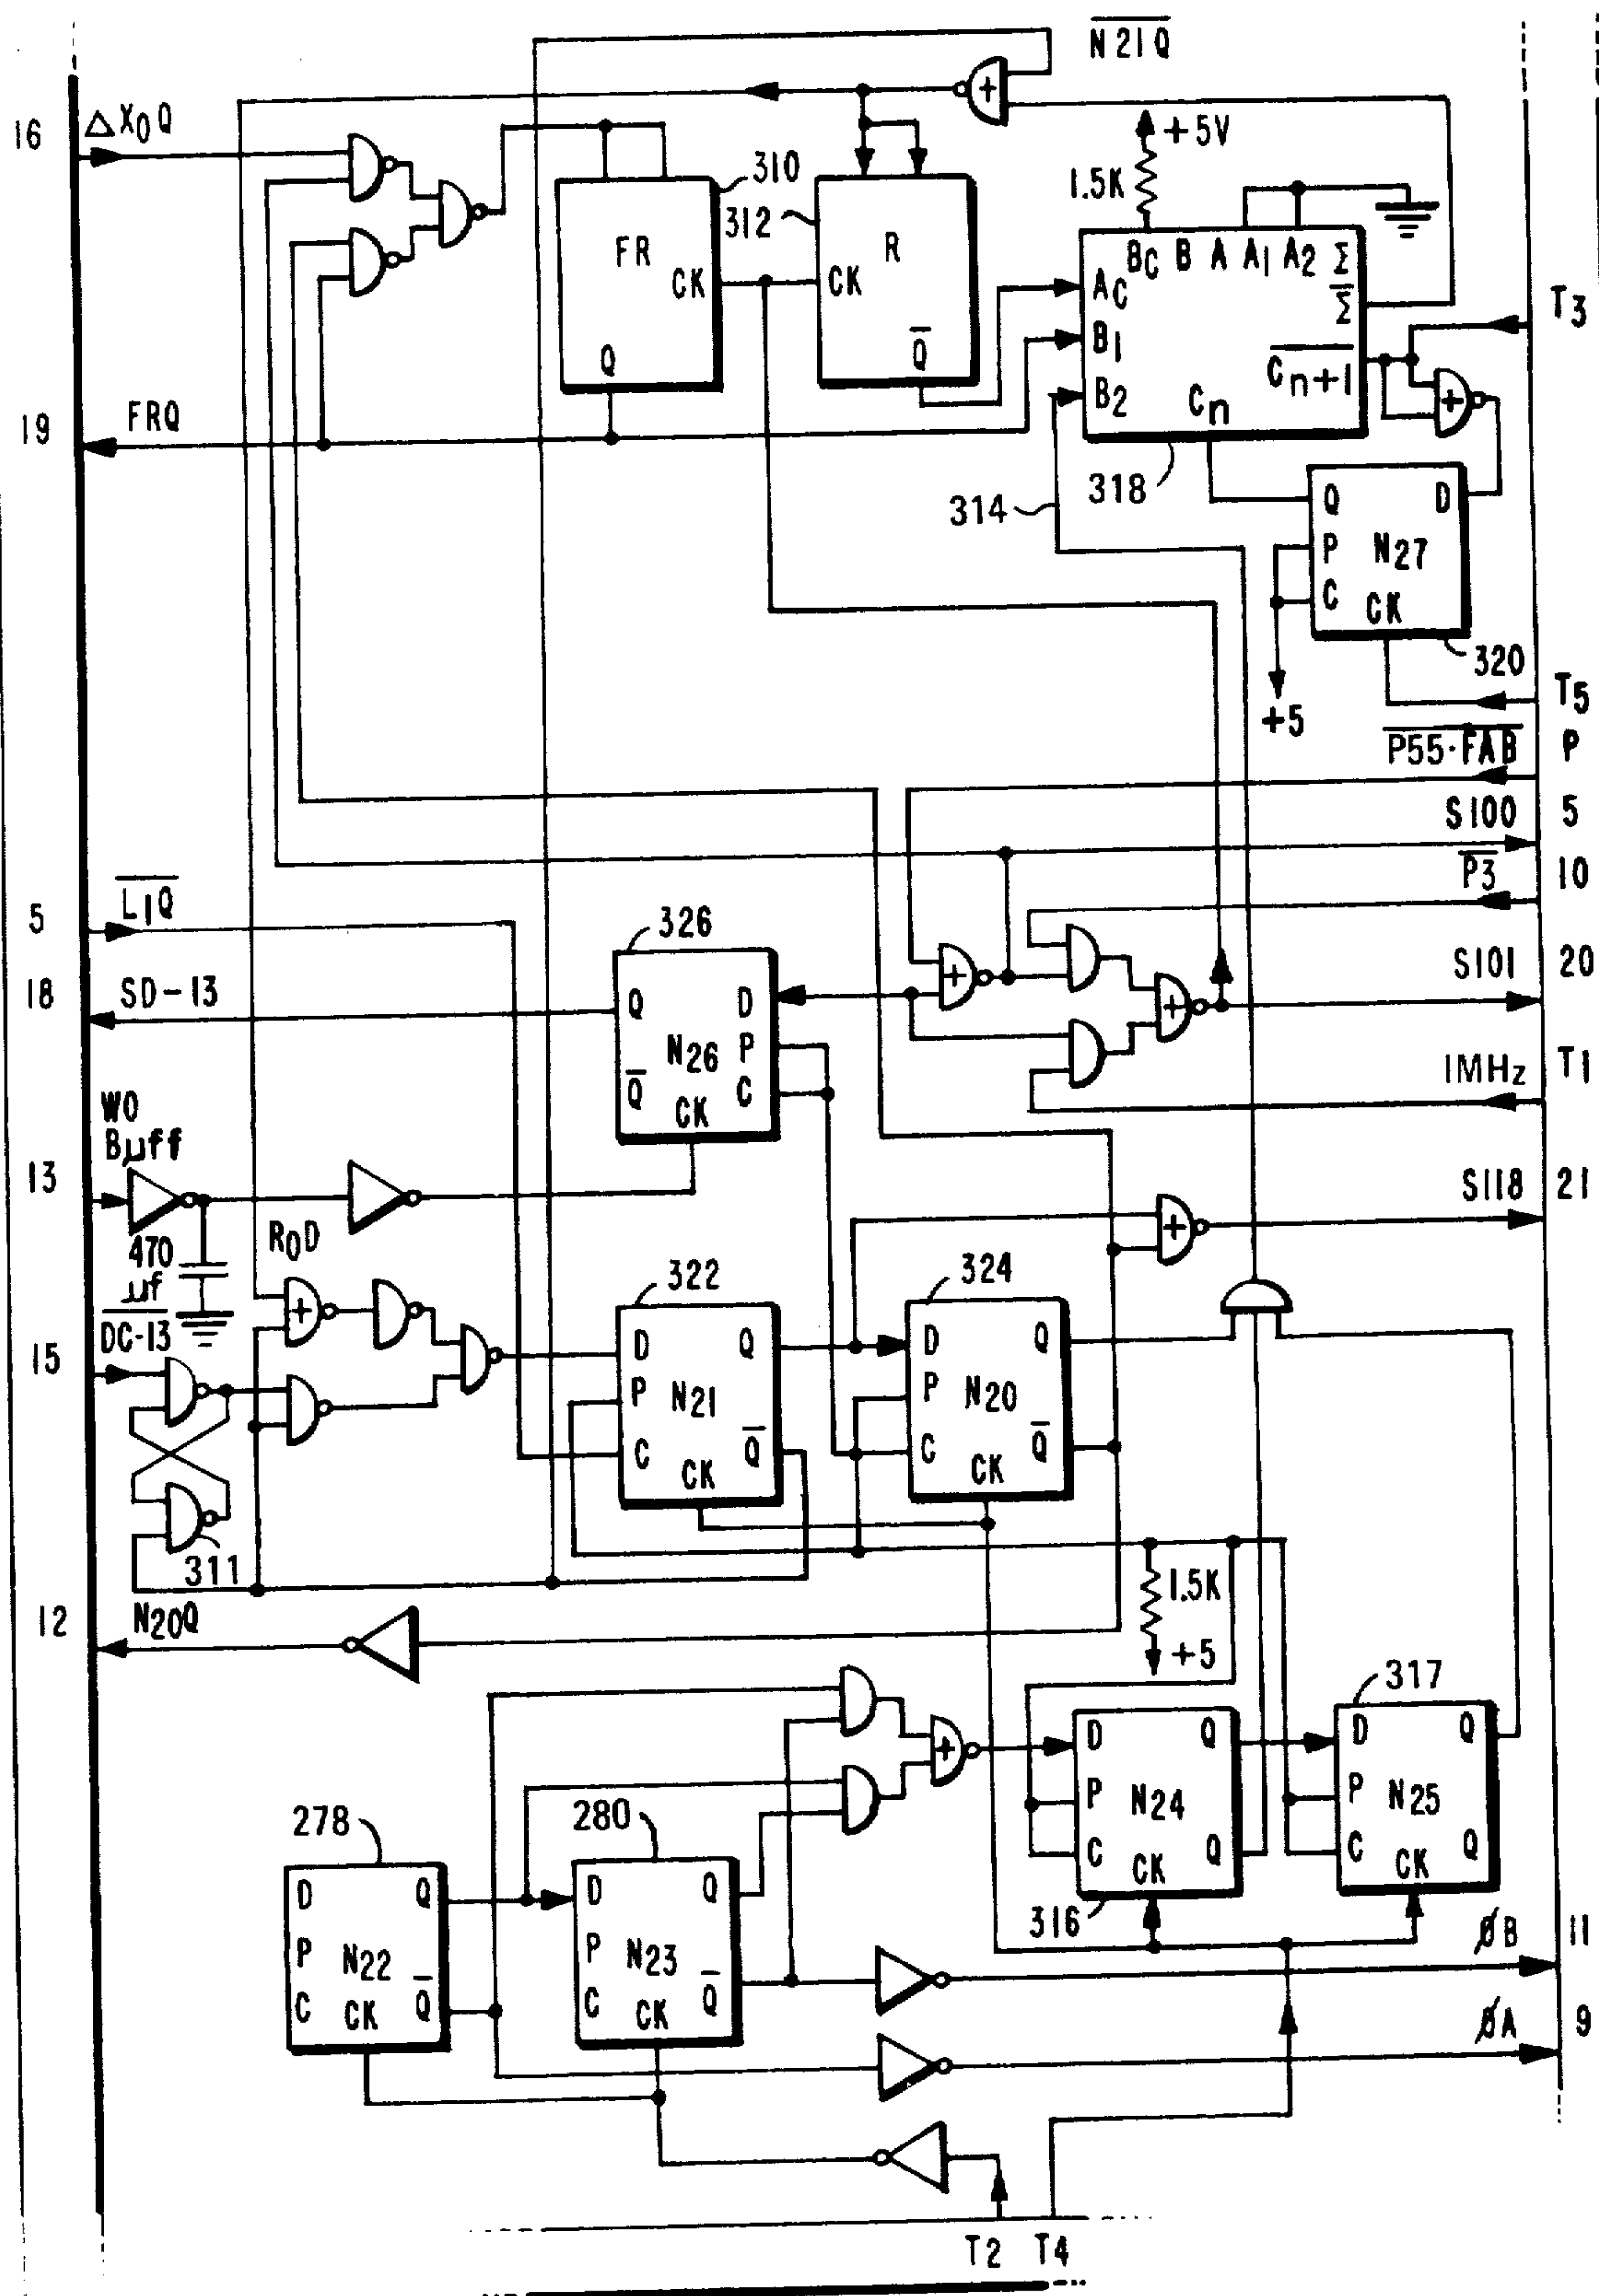 N21Q
16 ΔX0Q
+5V
1.5K
310
312
FR
CK
Q
R
CK
Q
BC B A A1 A2 Σ
AC
Σ
B1
Cn+1
B2
Cn
T3
19 FRQ
314
318
Q D
P N27
C CK
320
+5
T5
P55·FAB P
S100 5
P3 10
5 L1Q
326
18 SD-13
Q D
N26 P
Q CK C
S101 20
1MHz T1
W0
Bμff
13
470
μf
R0D
S118 21
DC-13
15
322
D Q
P N21
C CK Q
324
D Q
P N20
C CK Q
311
12 N20Q
1.5K
+5
317
D Q
P N24
C CK Q
316
D Q
P N25
C CK Q
278
280
D Q
P N22
C CK Q
D Q
P N23
C CK Q
ØB 11
ØA 9
T2 T4